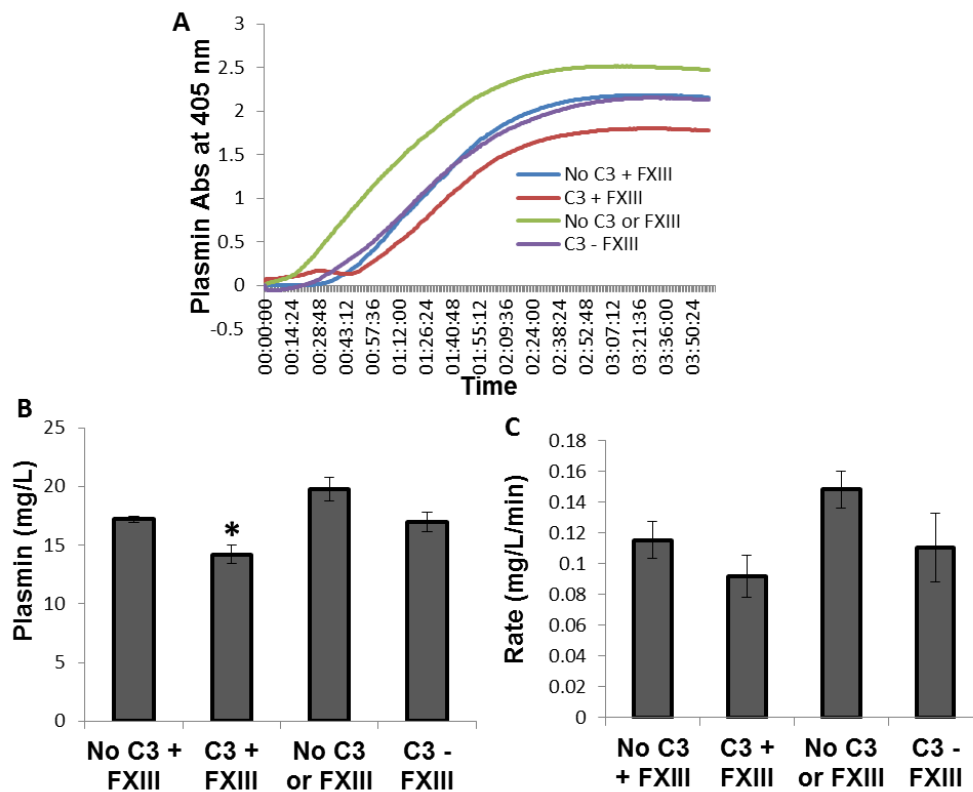 A
Plasmin Abs at 405 nm
3
2.5
2
1.5
1
0.5
0
-0.5
No C3 + FXIII
C3 + FXIII
No C3 or FXIII
C3 - FXIII
00:00:00
00:14:24
00:28:48
00:43:12
00:57:36
01:12:00
01:26:24
01:40:48
01:55:12
02:09:36
02:24:00
02:38:24
02:52:48
03:07:12
03:21:36
03:36:00
03:50:24
Time
B
Plasmin (mg/L)
25
20
15
10
5
0
*
No C3 +
FXIII
C3 +
FXIII
No C3
or FXIII
C3 -
FXIII
C
Rate (mg/L/min)
0.18
0.16
0.14
0.12
0.1
0.08
0.06
0.04
0.02
0
No C3
+ FXIII
C3 +
FXIII
No C3
or FXIII
C3 -
FXIII